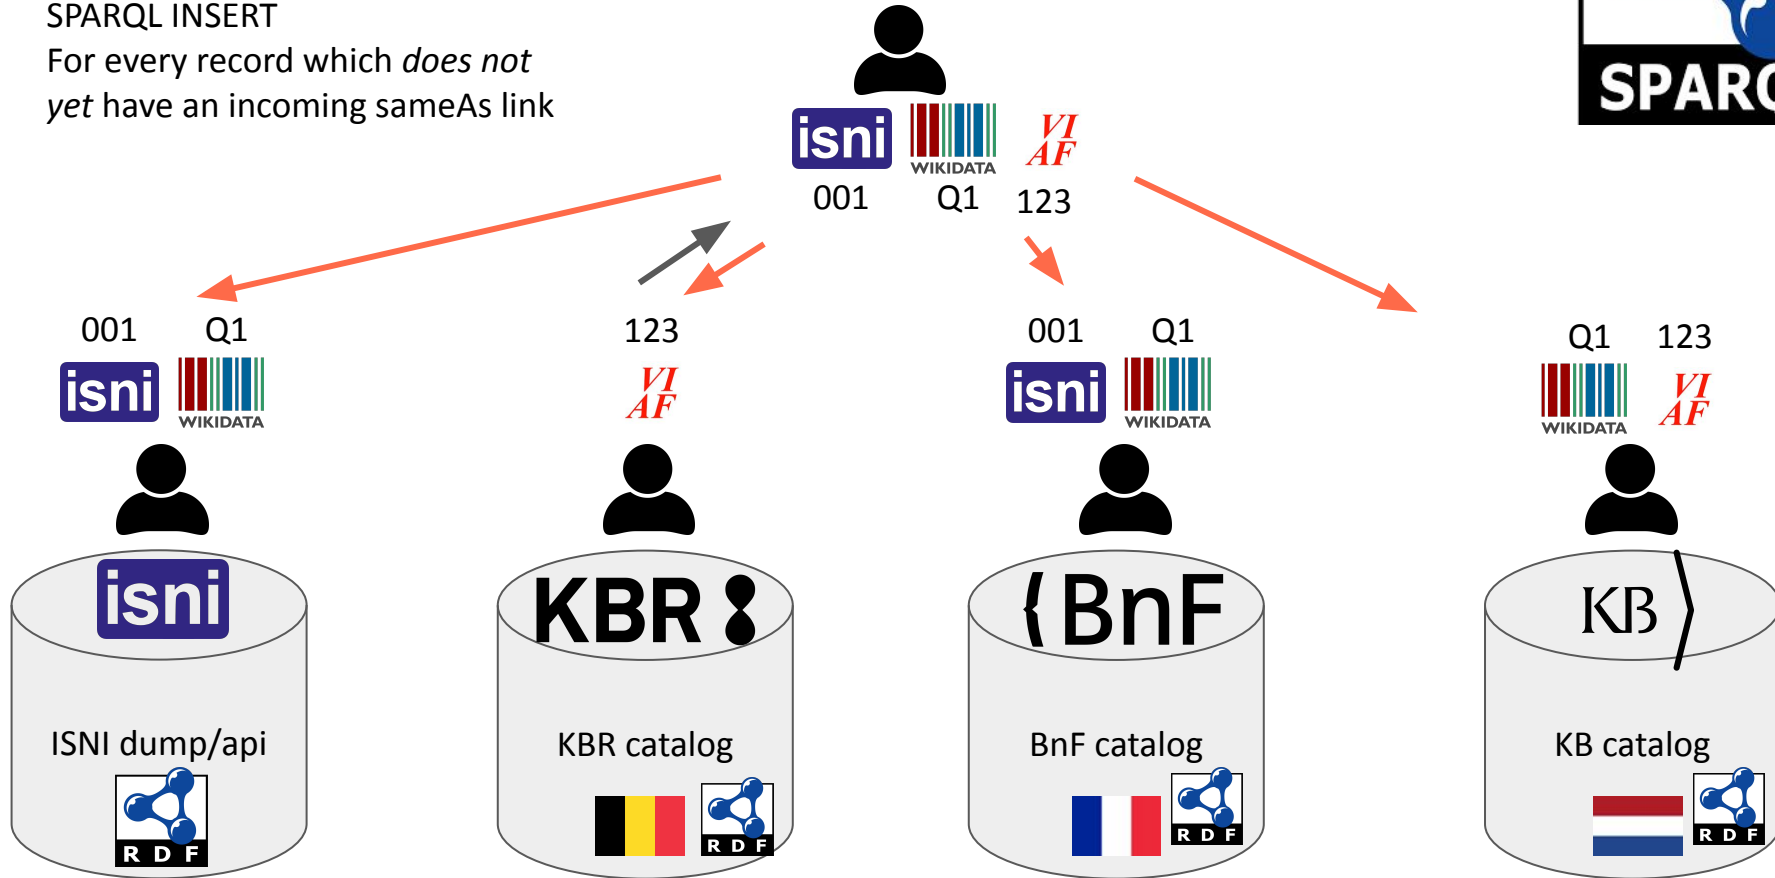 SPARQL INSERT
For every record which does not
yet have an incoming sameAs link
SPARQ
isni WIKIDATA VIAF
001 Q1 123
001 Q1 123 001 Q1 Q1 123
isni WIKIDATA VIAF isni WIKIDATA WIKIDATA VIAF
isni KBR BnF KB
ISNI dump/api KBR catalog BnF catalog KB catalog
RDF RDF RDF RDF